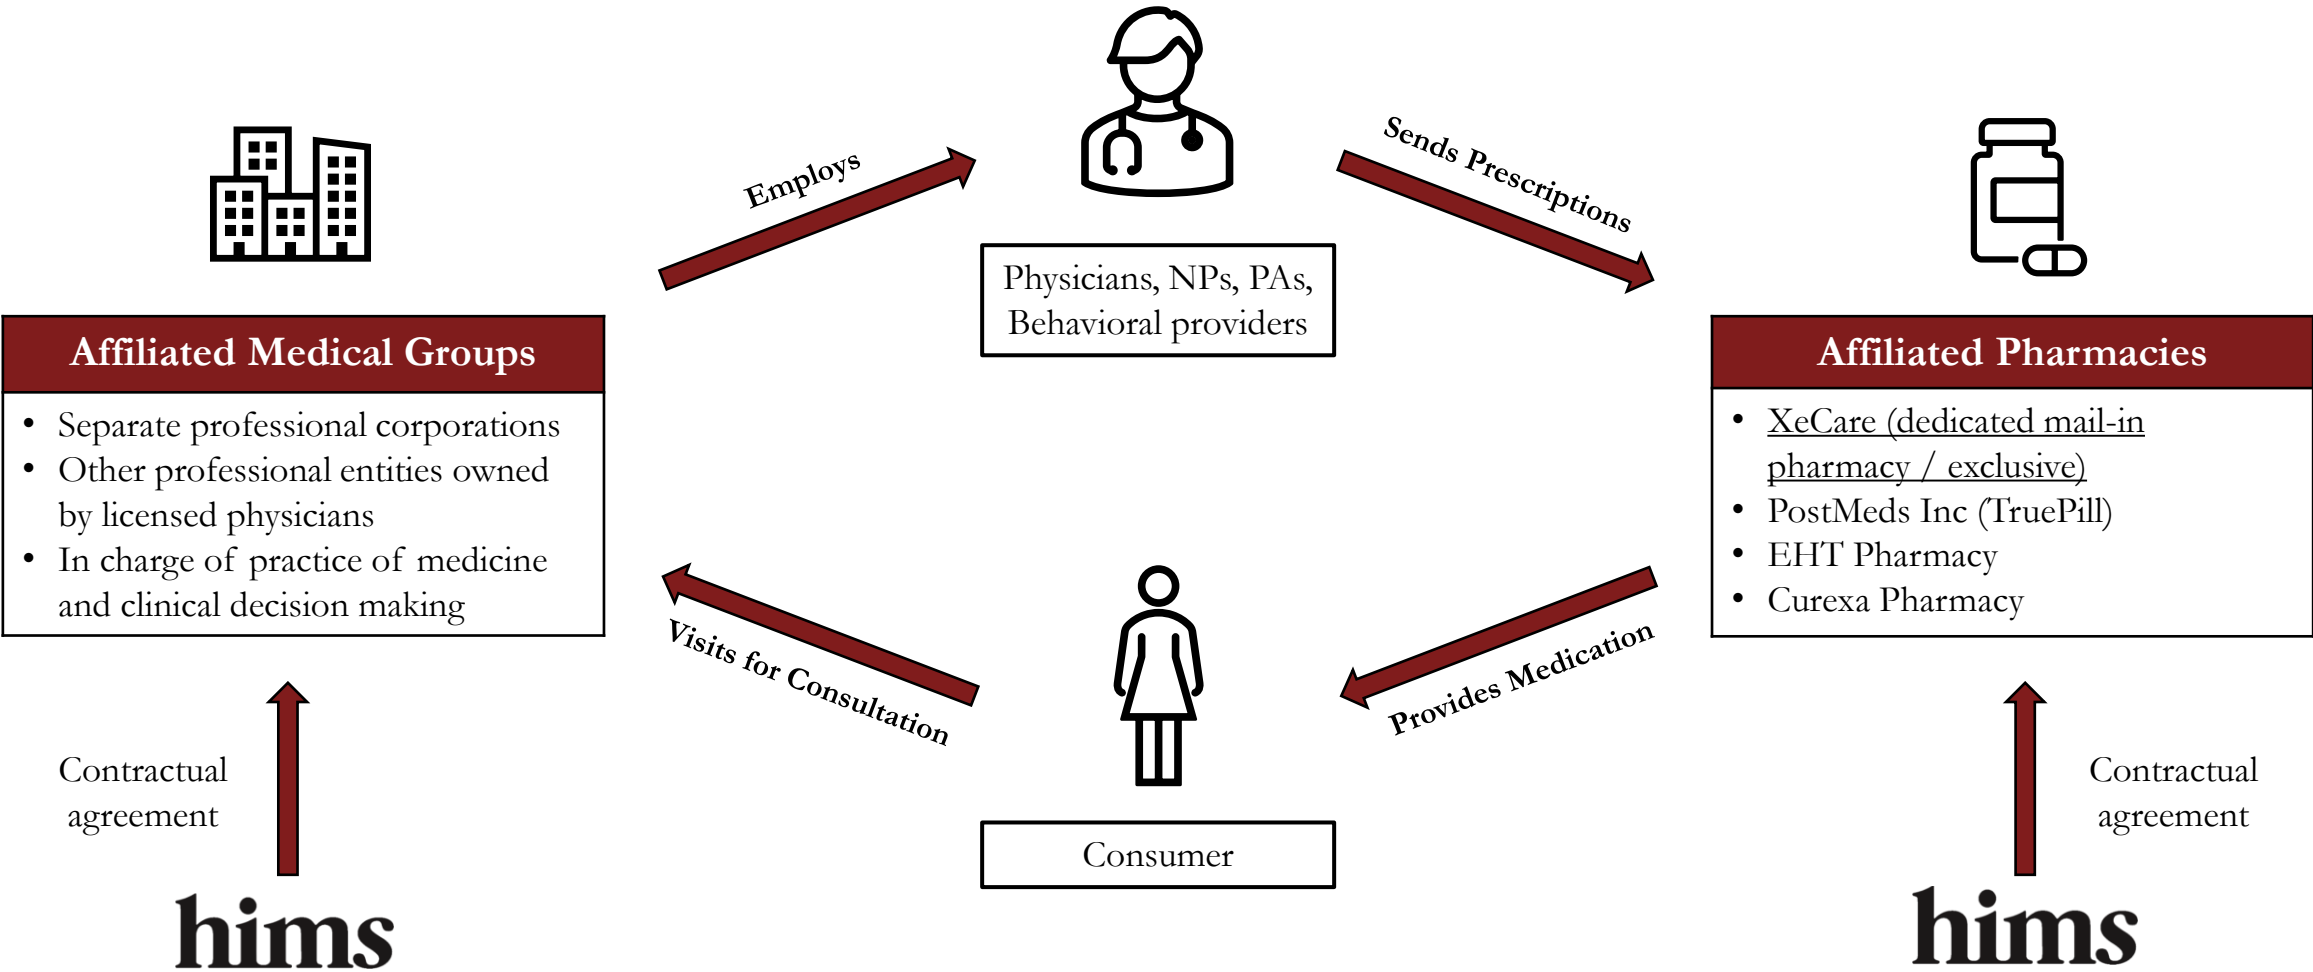 Employs
Sends Prescriptions
Physicians, NPs, PAs,
Behavioral providers
Affiliated Medical Groups
• Separate professional corporations
• Other professional entities owned
by licensed physicians
• In charge of practice of medicine
and clinical decision making
Affiliated Pharmacies
• XeCare (dedicated mail-in
pharmacy / exclusive)
• PostMeds Inc (TruePill)
• EHT Pharmacy
• Curexa Pharmacy
Visits for Consultation
Provides Medication
Consumer
Contractual
agreement
hims
Contractual
agreement
hims